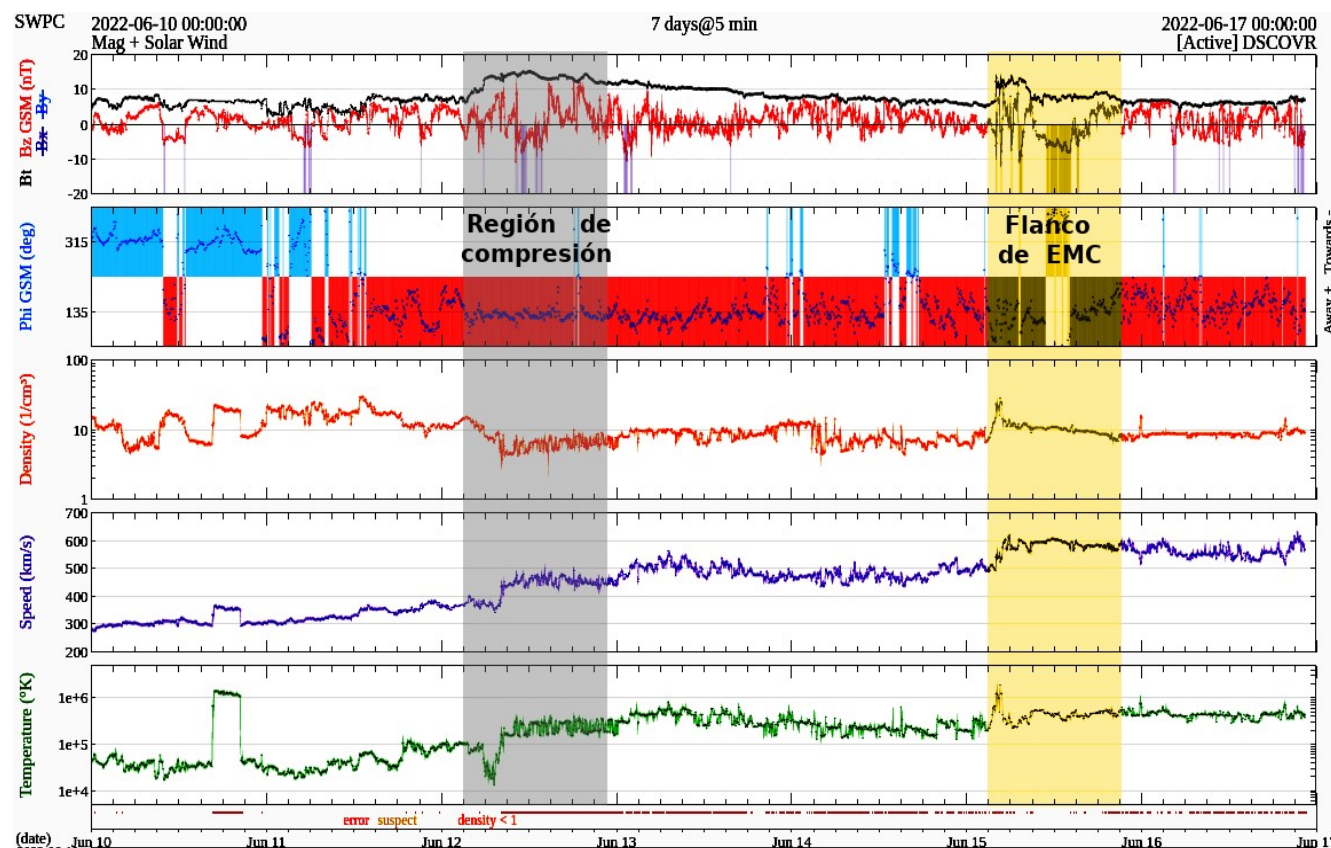 SWPC 2022-06-10 00:00:00 7 days@5 min 2022-06-17 00:00:00
Mag + Solar Wind [Active] DSCOVR
Bt Bx By Bz GSM (nT)
20
10
0
-10
-20
Phi GSM (deg)
315
135
Región de
compresión
Flanco
de EMC
Away + Towards -
Density (1/cm³)
100
10
1
Speed (km/s)
700
600
500
400
300
200
Temperature (°K)
1e+6
1e+5
1e+4
error suspect density < 1
(date)
Jun 10 Jun 11 Jun 12 Jun 13 Jun 14 Jun 15 Jun 16 Jun 1